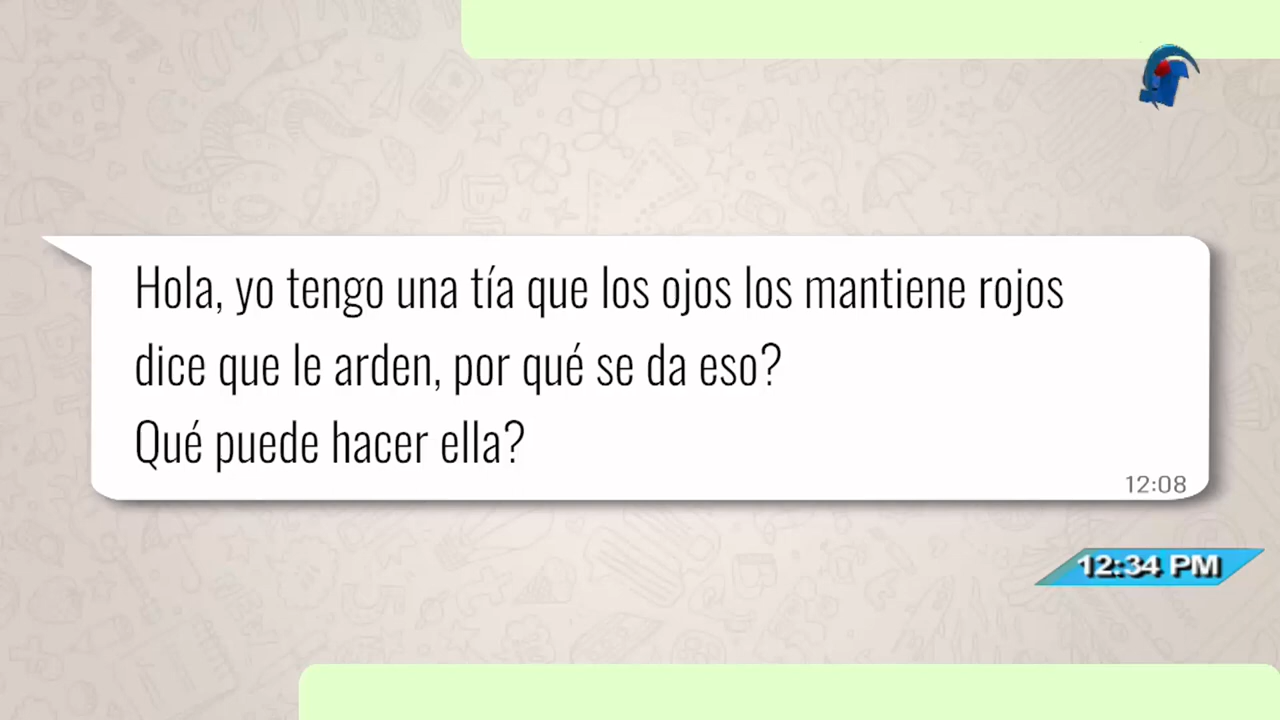 Hola, yo tengo una tía que los ojos los mantiene rojos
dice que le arden, por qué se da eso?
Qué puede hacer ella?
12:08
12:34 PM